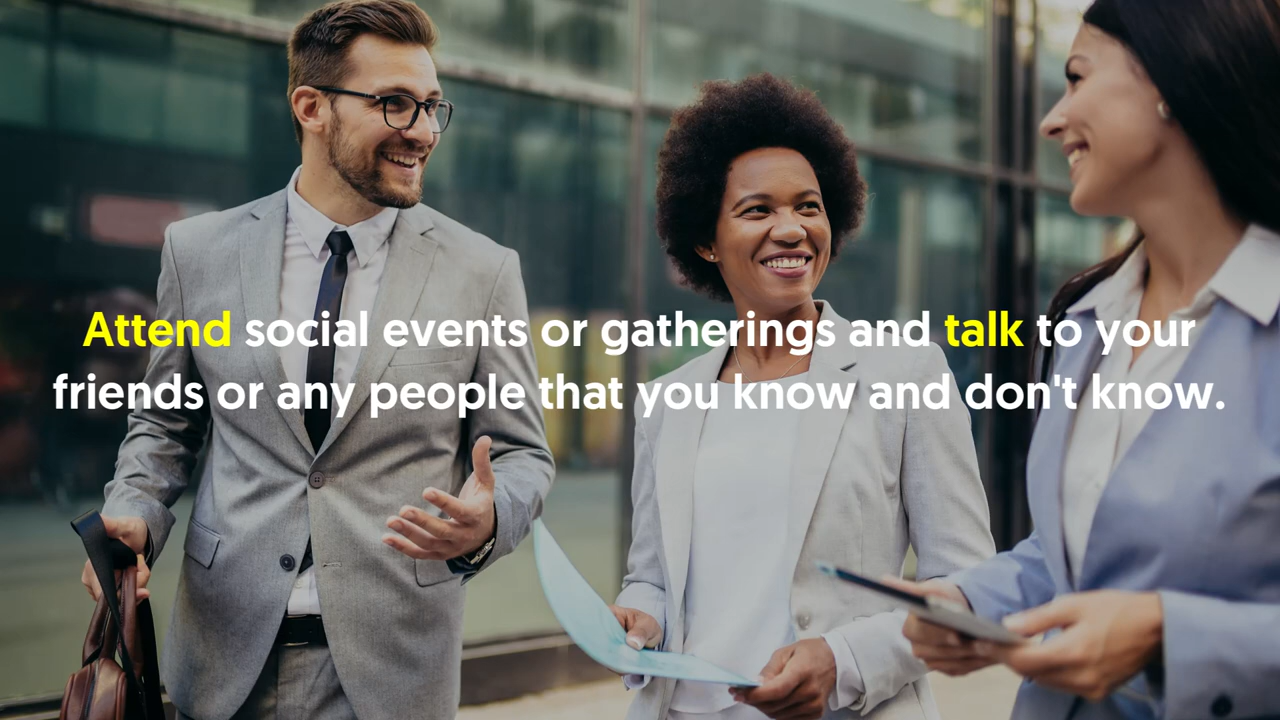 Attend social events or gatherings and talk to your
friends or any people that you know and don't know.